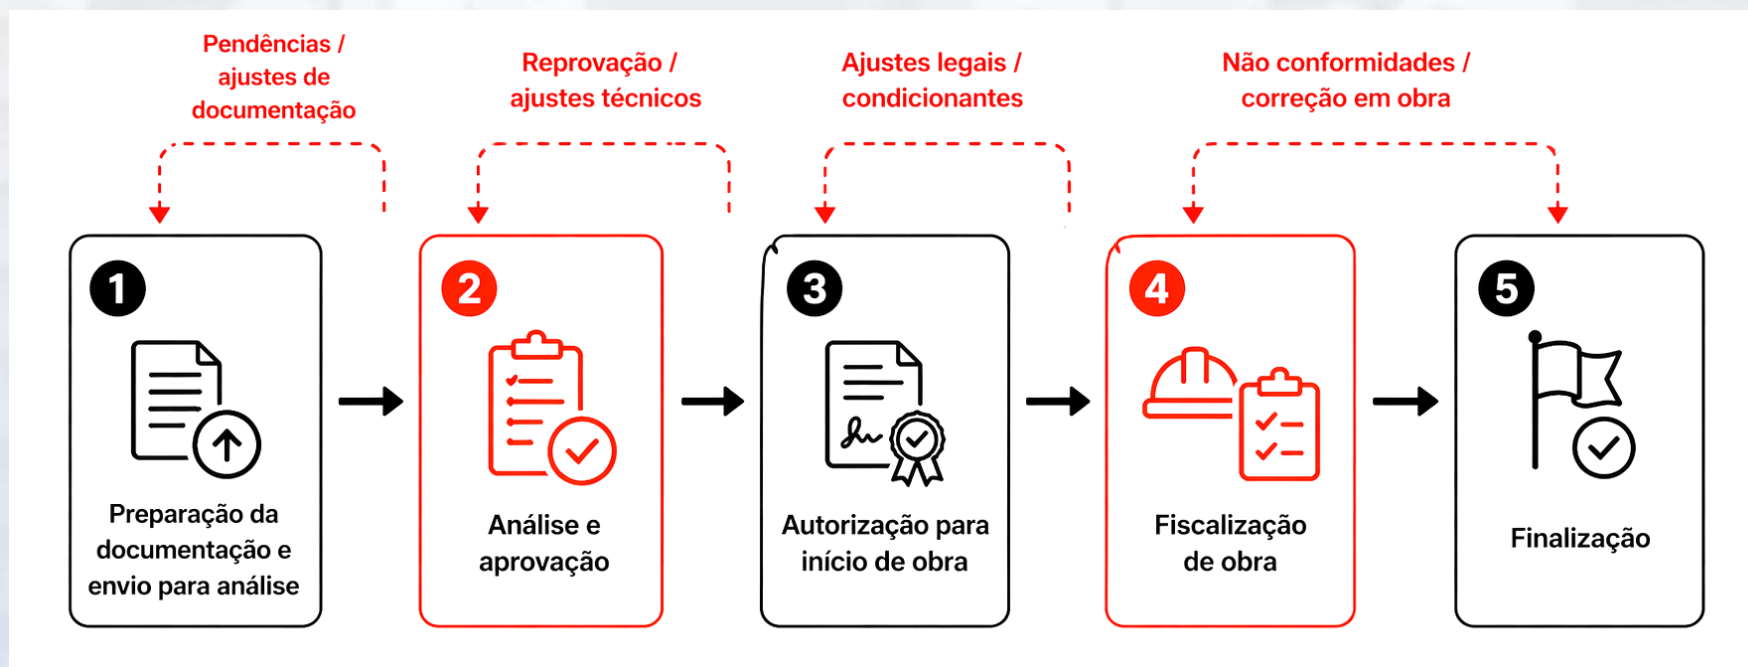 Pendências /
ajustes de
documentação
Reprovação /
ajustes técnicos
Ajustes legais /
condicionantes
Não conformidades /
correção em obra
1
Preparação da
documentação e
envio para análise
2
Análise e
aprovação
3
Autorização para
início de obra
4
Fiscalização
de obra
5
Finalização